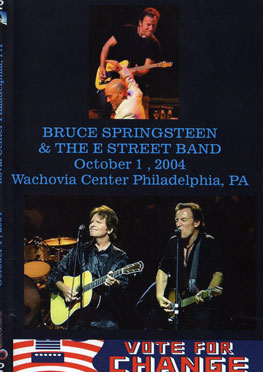 BRUCE SPRINGSTEEN
& THE E STREET BAND
October 1 , 2004
Wachovia Center Philadelphia, PA
VOTE FOR
CHANGE